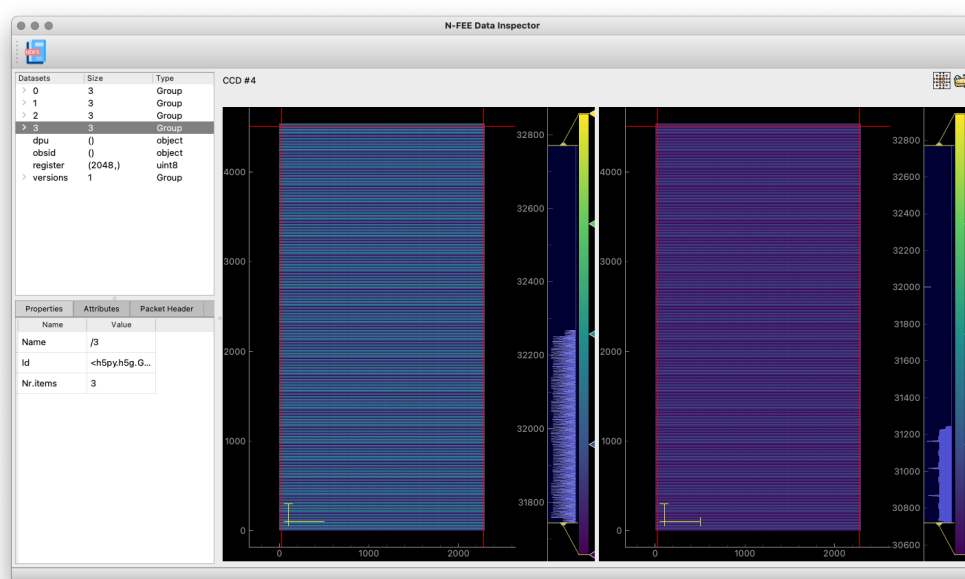 N-FEE Data Inspector
HDF5
Datasets Size Type
0 3 Group
1 3 Group
2 3 Group
3 3 Group
dpu () object
obsid () object
register (2048,) uint8
versions 1 Group
Properties Attributes Packet Header
Name Value
Name /3
Id <h5py.h5g.G...
Nr.items 3
CCD #4
4000
3000
2000
1000
0
0 1000 2000
32800
32600
32400
32200
32000
31800
4000
3000
2000
1000
0
0 1000 2000
32800
32600
32400
32200
32000
31800
31600
31400
31200
31000
30800
30600